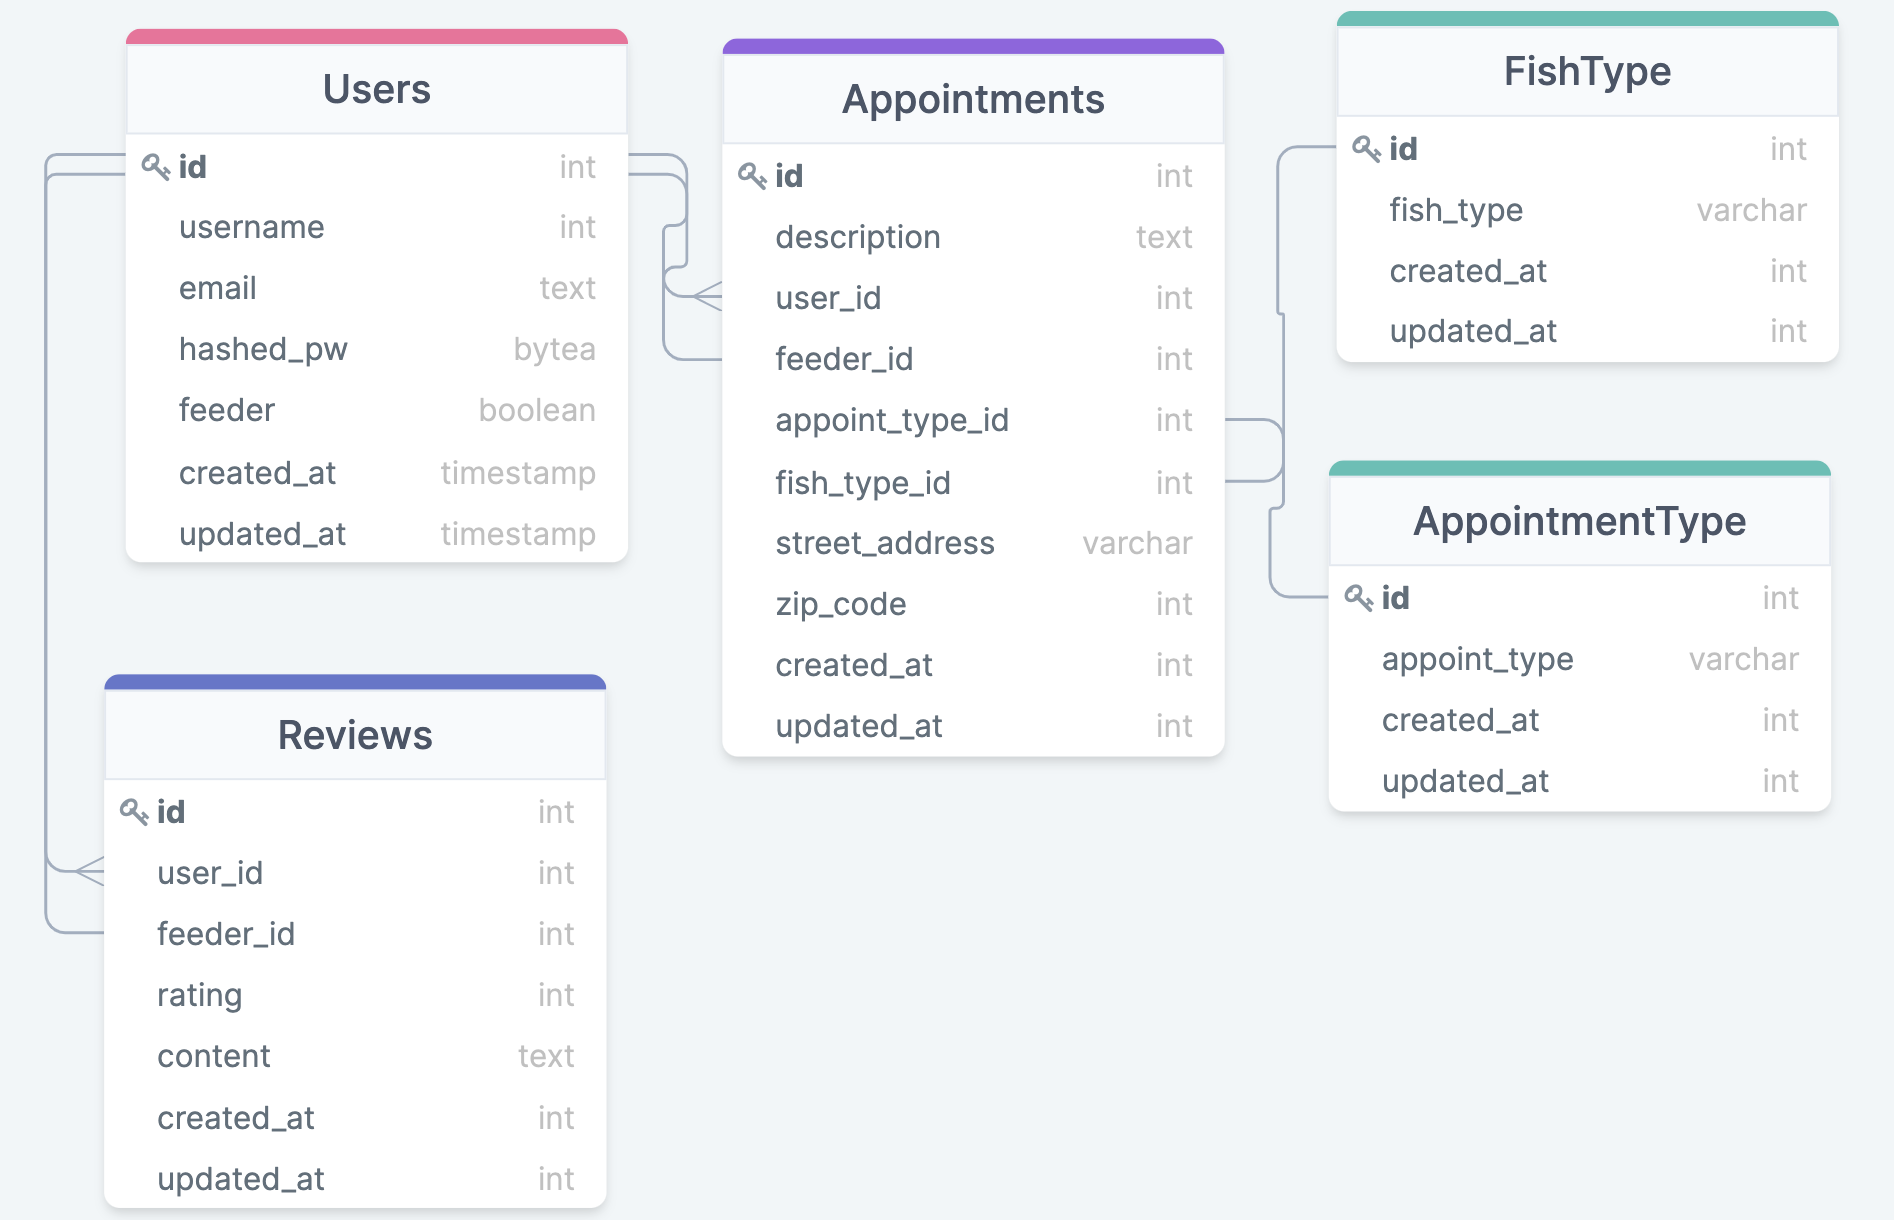 Users
id int
username int
email text
hashed_pw bytea
feeder boolean
created_at timestamp
updated_at timestamp
Appointments
id int
description text
user_id int
feeder_id int
appoint_type_id int
fish_type_id int
street_address varchar
zip_code int
created_at int
updated_at int
FishType
id int
fish_type varchar
created_at int
updated_at int
AppointmentType
id int
appoint_type varchar
created_at int
updated_at int
Reviews
id int
user_id int
feeder_id int
rating int
content text
created_at int
updated_at int